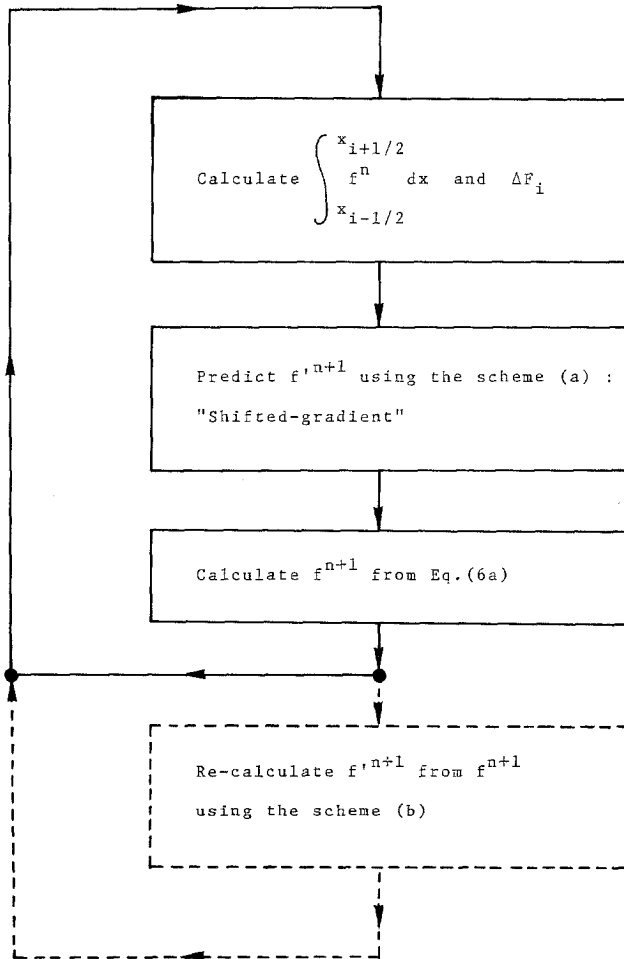 x_{i+1/2}
Calculate ∫ f^n dx and ΔF_i
x_{i-1/2}
Predict f'^{n+1} using the scheme (a) :
"Shifted-gradient"
Calculate f^{n+1} from Eq.(6a)
Re-calculate f'^{n+1} from f^{n+1}
using the scheme (b)